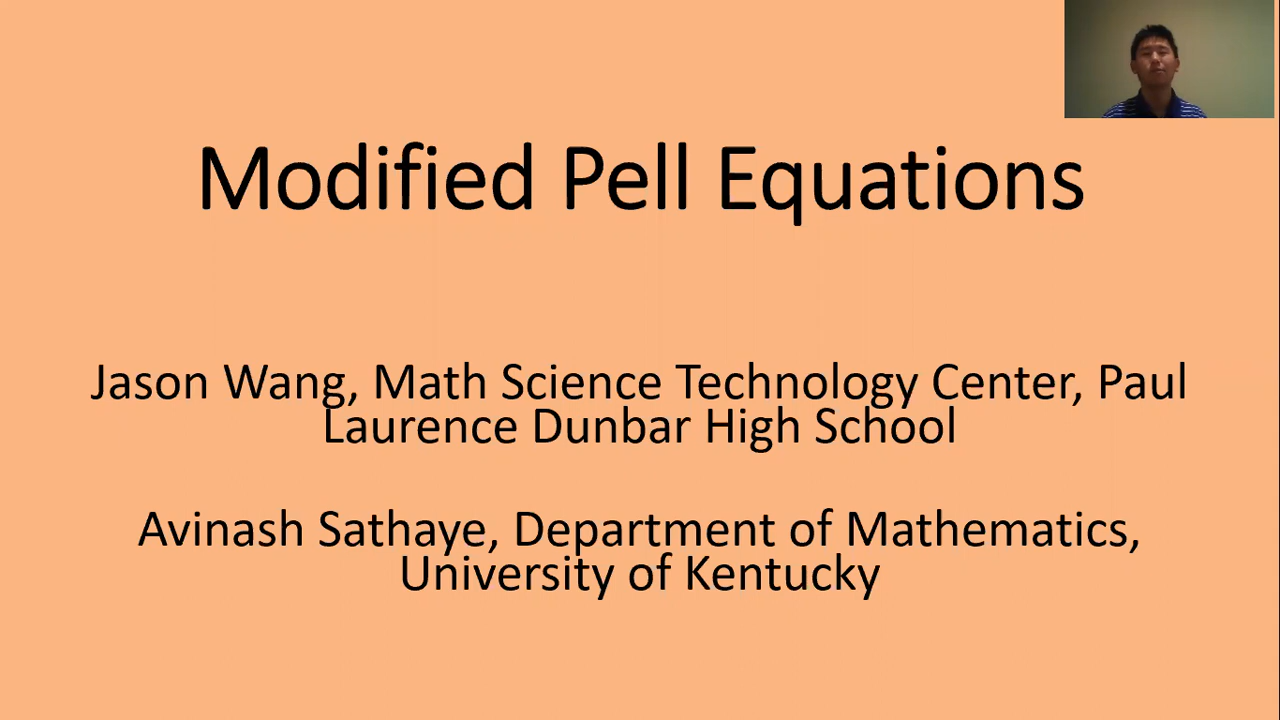 Modified Pell Equations
Jason Wang, Math Science Technology Center, Paul
Laurence Dunbar High School
Avinash Sathaye, Department of Mathematics,
University of Kentucky